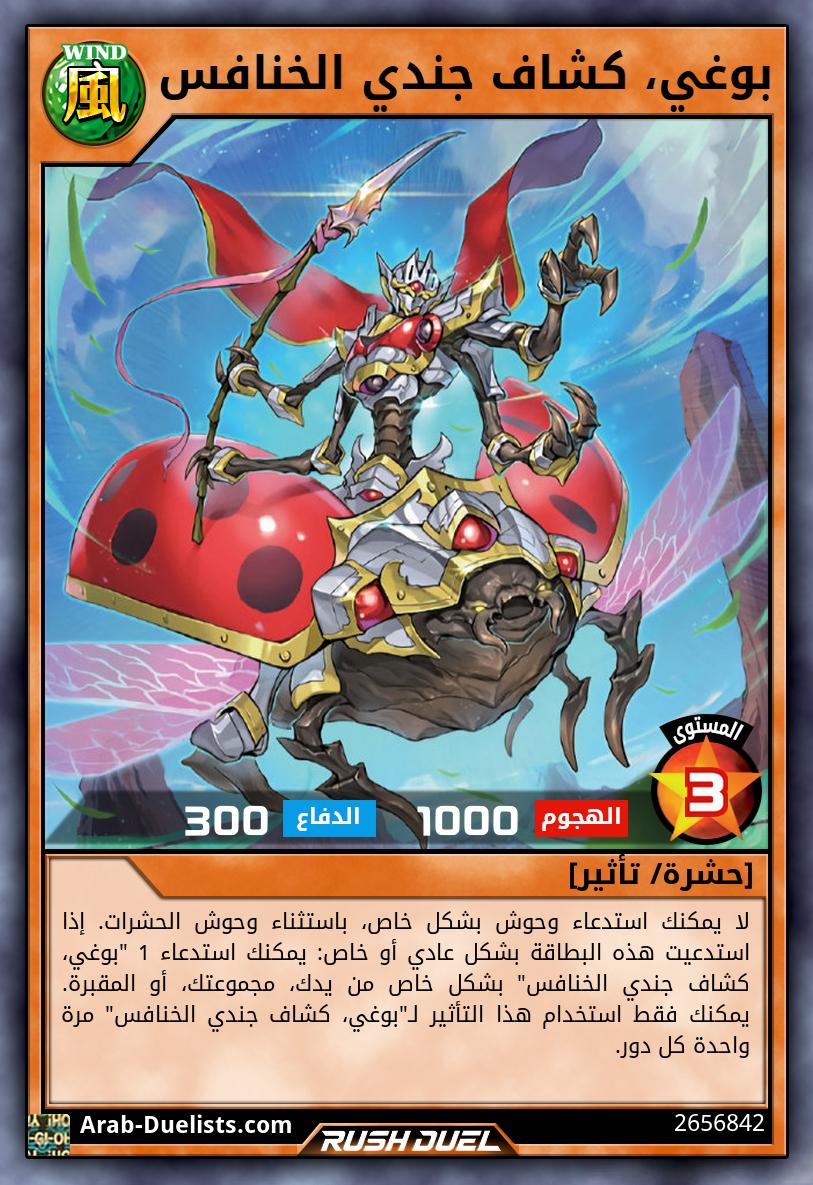 WIND
風
بوغي، كشاف جندي الخنافس
المستوى
3
الهجوم 1000 الدفاع 300
[حشرة/ تأثير]
لا يمكنك استدعاء وحوش بشكل خاص، باستثناء وحوش الحشرات. إذا
استدعيت هذه البطاقة بشكل عادي أو خاص: يمكنك استدعاء 1 "بوغي،
كشاف جندي الخنافس" بشكل خاص من يدك، مجموعتك، أو المقبرة.
يمكنك فقط استخدام هذا التأثير لـ"بوغي، كشاف جندي الخنافس" مرة
واحدة كل دور.
Arab-Duelists.com
RUSH DUEL
2656842